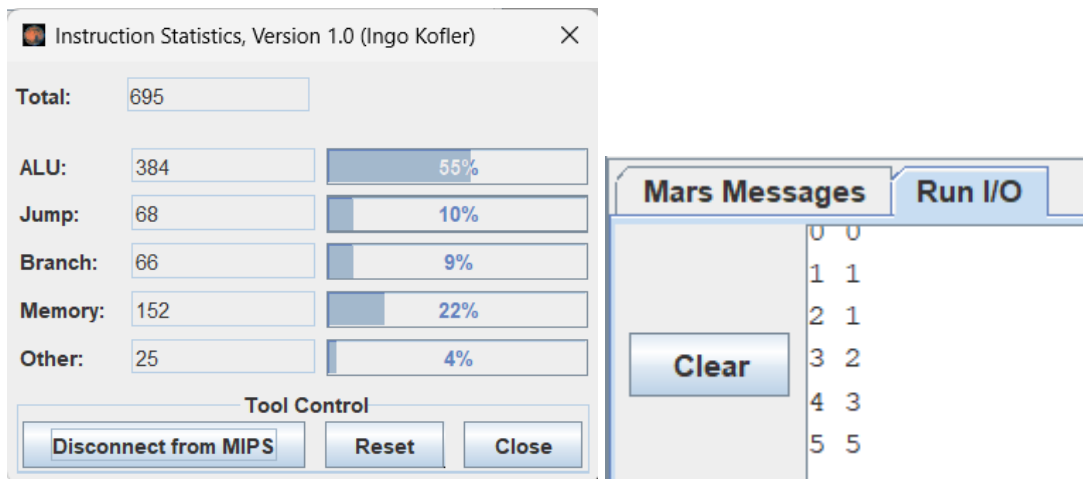 Instruction Statistics, Version 1.0 (Ingo Kofler)
Total: 695
ALU: 384 55%
Jump: 68 10%
Branch: 66 9%
Memory: 152 22%
Other: 25 4%
Tool Control
Disconnect from MIPS Reset Close
Mars Messages Run I/O
Clear
0 0
1 1
2 1
3 2
4 3
5 5